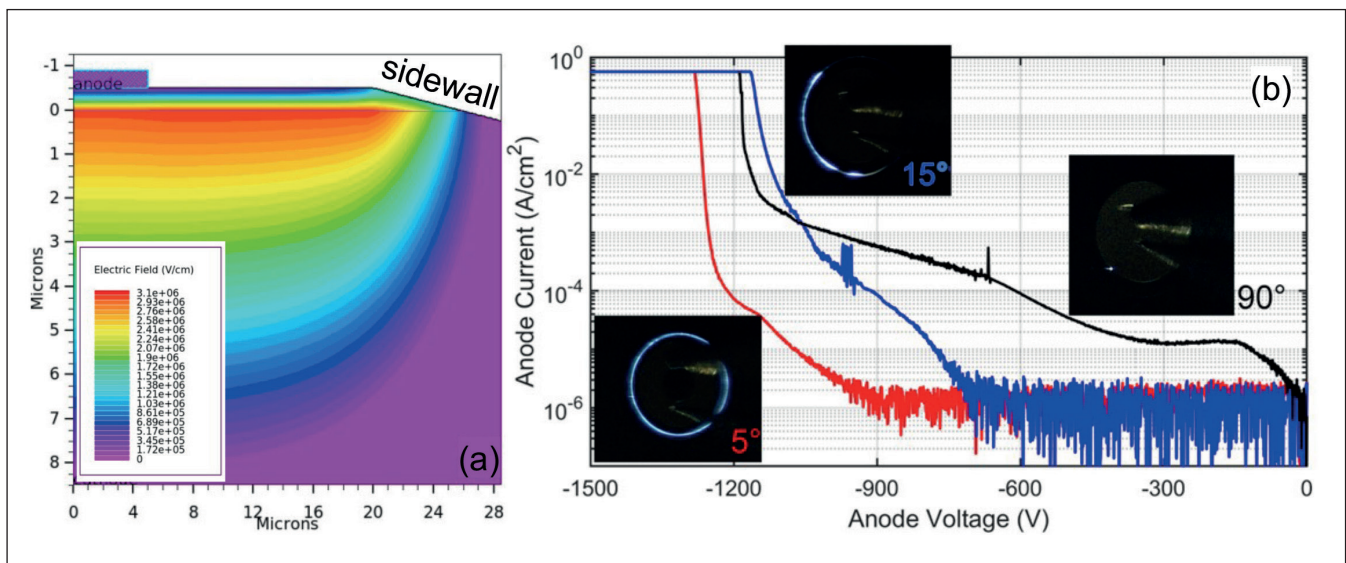 -1
0
1
2
3
4
5
6
7
8
Microns
anode
sidewall
Electric Field (V/cm)
3.1e+06
2.93e+06
2.76e+06
2.58e+06
2.41e+06
2.24e+06
2.07e+06
1.9e+06
1.72e+06
1.55e+06
1.38e+06
1.21e+06
1.03e+06
8.61e+05
6.89e+05
5.17e+05
3.45e+05
1.72e+05
0
(a)
0 4 8 12 16 20 24 28
Microns
(b)
10⁰
10⁻²
10⁻⁴
10⁻⁶
Anode Current (A/cm²)
15°
90°
5°
-1500 -1200 -900 -600 -300 0
Anode Voltage (V)